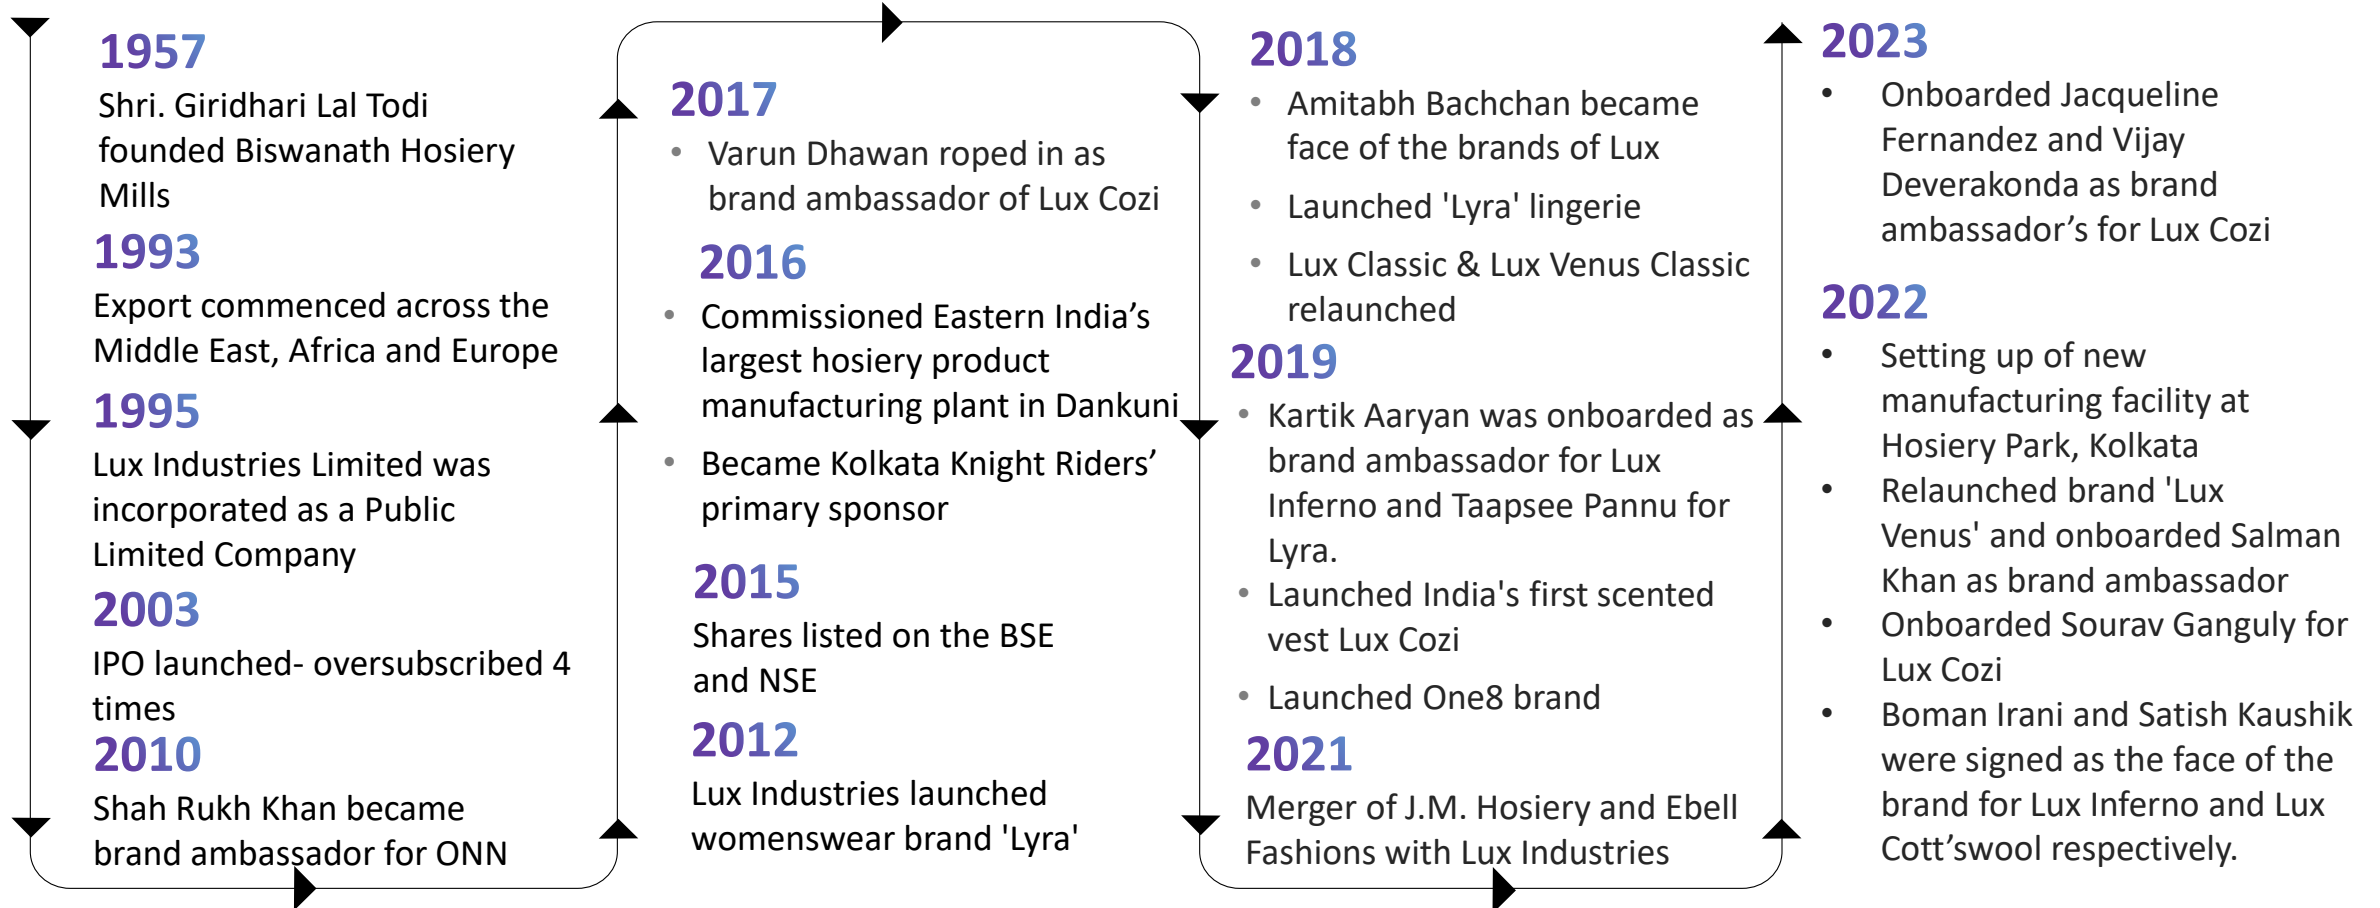 1957
Shri. Giridhari Lal Todi
founded Biswanath Hosiery
Mills
1993
Export commenced across the
Middle East, Africa and Europe
1995
Lux Industries Limited was
incorporated as a Public
Limited Company
2003
IPO launched- oversubscribed 4
times
2010
Shah Rukh Khan became
brand ambassador for ONN
2017
• Varun Dhawan roped in as
brand ambassador of Lux Cozi
2016
• Commissioned Eastern India’s
largest hosiery product
manufacturing plant in Dankuni
• Became Kolkata Knight Riders’
primary sponsor
2015
Shares listed on the BSE
and NSE
2012
Lux Industries launched
womenswear brand 'Lyra'
2018
• Amitabh Bachchan became
face of the brands of Lux
• Launched 'Lyra' lingerie
• Lux Classic & Lux Venus Classic
relaunched
2019
• Kartik Aaryan was onboarded as
brand ambassador for Lux
Inferno and Taapsee Pannu for
Lyra.
• Launched India's first scented
vest Lux Cozi
• Launched One8 brand
2021
Merger of J.M. Hosiery and Ebell
Fashions with Lux Industries
2023
• Onboarded Jacqueline
Fernandez and Vijay
Deverakonda as brand
ambassador’s for Lux Cozi
2022
• Setting up of new
manufacturing facility at
Hosiery Park, Kolkata
• Relaunched brand 'Lux
Venus' and onboarded Salman
Khan as brand ambassador
• Onboarded Sourav Ganguly for
Lux Cozi
• Boman Irani and Satish Kaushik
were signed as the face of the
brand for Lux Inferno and Lux
Cott’swool respectively.